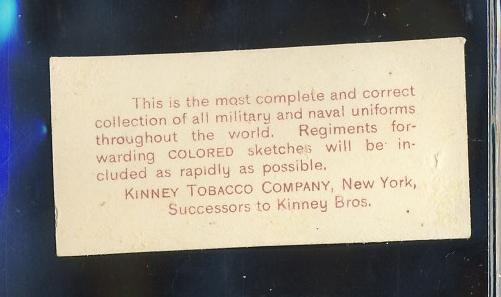 This is the most complete and correct
collection of all military and naval uniforms
throughout the world. Regiments for-
warding COLORED sketches will be in-
cluded as rapidly as possible.
KINNEY TOBACCO COMPANY, New York,
Successors to Kinney Bros.